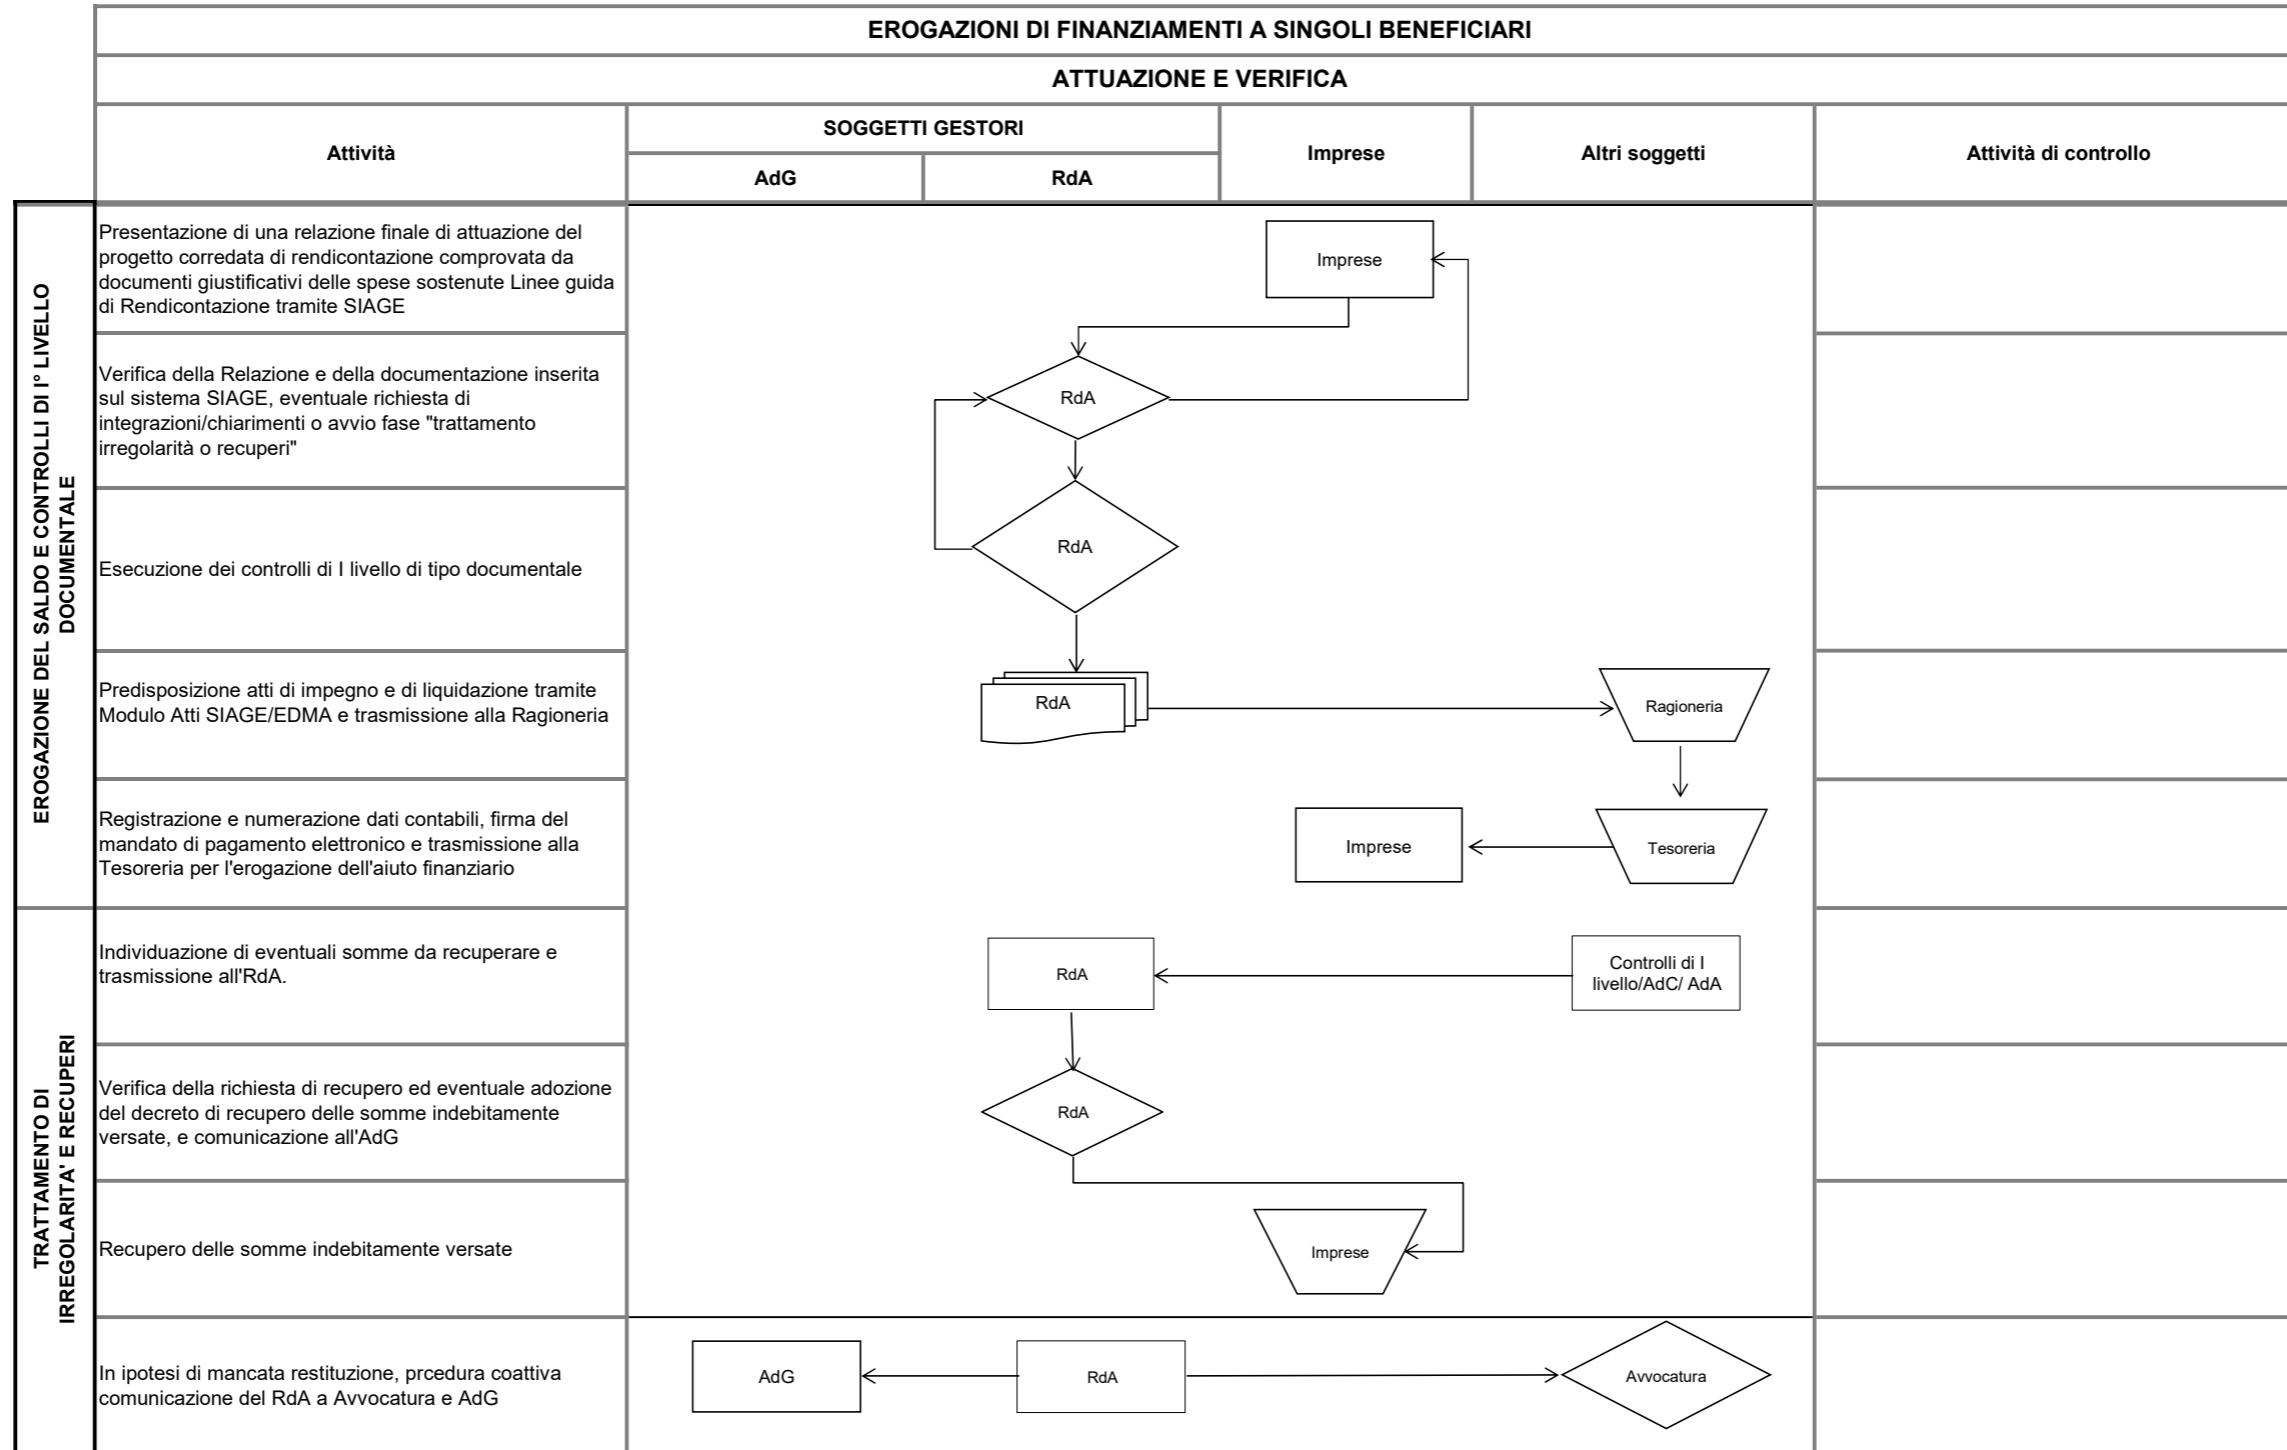 EROGAZIONI DI FINANZIAMENTI A SINGOLI BENEFICIARI
ATTUAZIONE E VERIFICA
Attività
SOGGETTI GESTORI
AdG
RdA
Imprese
Altri soggetti
Attività di controllo
EROGAZIONE DEL SALDO E CONTROLLI DI I° LIVELLO
DOCUMENTALE
Presentazione di una relazione finale di attuazione del
progetto corredata di rendicontazione comprovata da
documenti giustificativi delle spese sostenute Linee guida
di Rendicontazione tramite SIAGE
Imprese
Verifica della Relazione e della documentazione inserita
sul sistema SIAGE, eventuale richiesta di
integrazioni/chiarimenti o avvio fase "trattamento
irregolarità o recuperi"
RdA
Esecuzione dei controlli di I livello di tipo documentale
RdA
Predisposizione atti di impegno e di liquidazione tramite
Modulo Atti SIAGE/EDMA e trasmissione alla Ragioneria
RdA
Ragioneria
Registrazione e numerazione dati contabili, firma del
mandato di pagamento elettronico e trasmissione alla
Tesoreria per l'erogazione dell'aiuto finanziario
Imprese
Tesoreria
TRATTAMENTO DI
IRREGOLARITA' E RECUPERI
Individuazione di eventuali somme da recuperare e
trasmissione all'RdA.
RdA
Controlli di I
livello/AdC/ AdA
Verifica della richiesta di recupero ed eventuale adozione
del decreto di recupero delle somme indebitamente
versate, e comunicazione all'AdG
RdA
Recupero delle somme indebitamente versate
Imprese
In ipotesi di mancata restituzione, prcedura coattiva
comunicazione del RdA a Avvocatura e AdG
AdG
RdA
Avvocatura